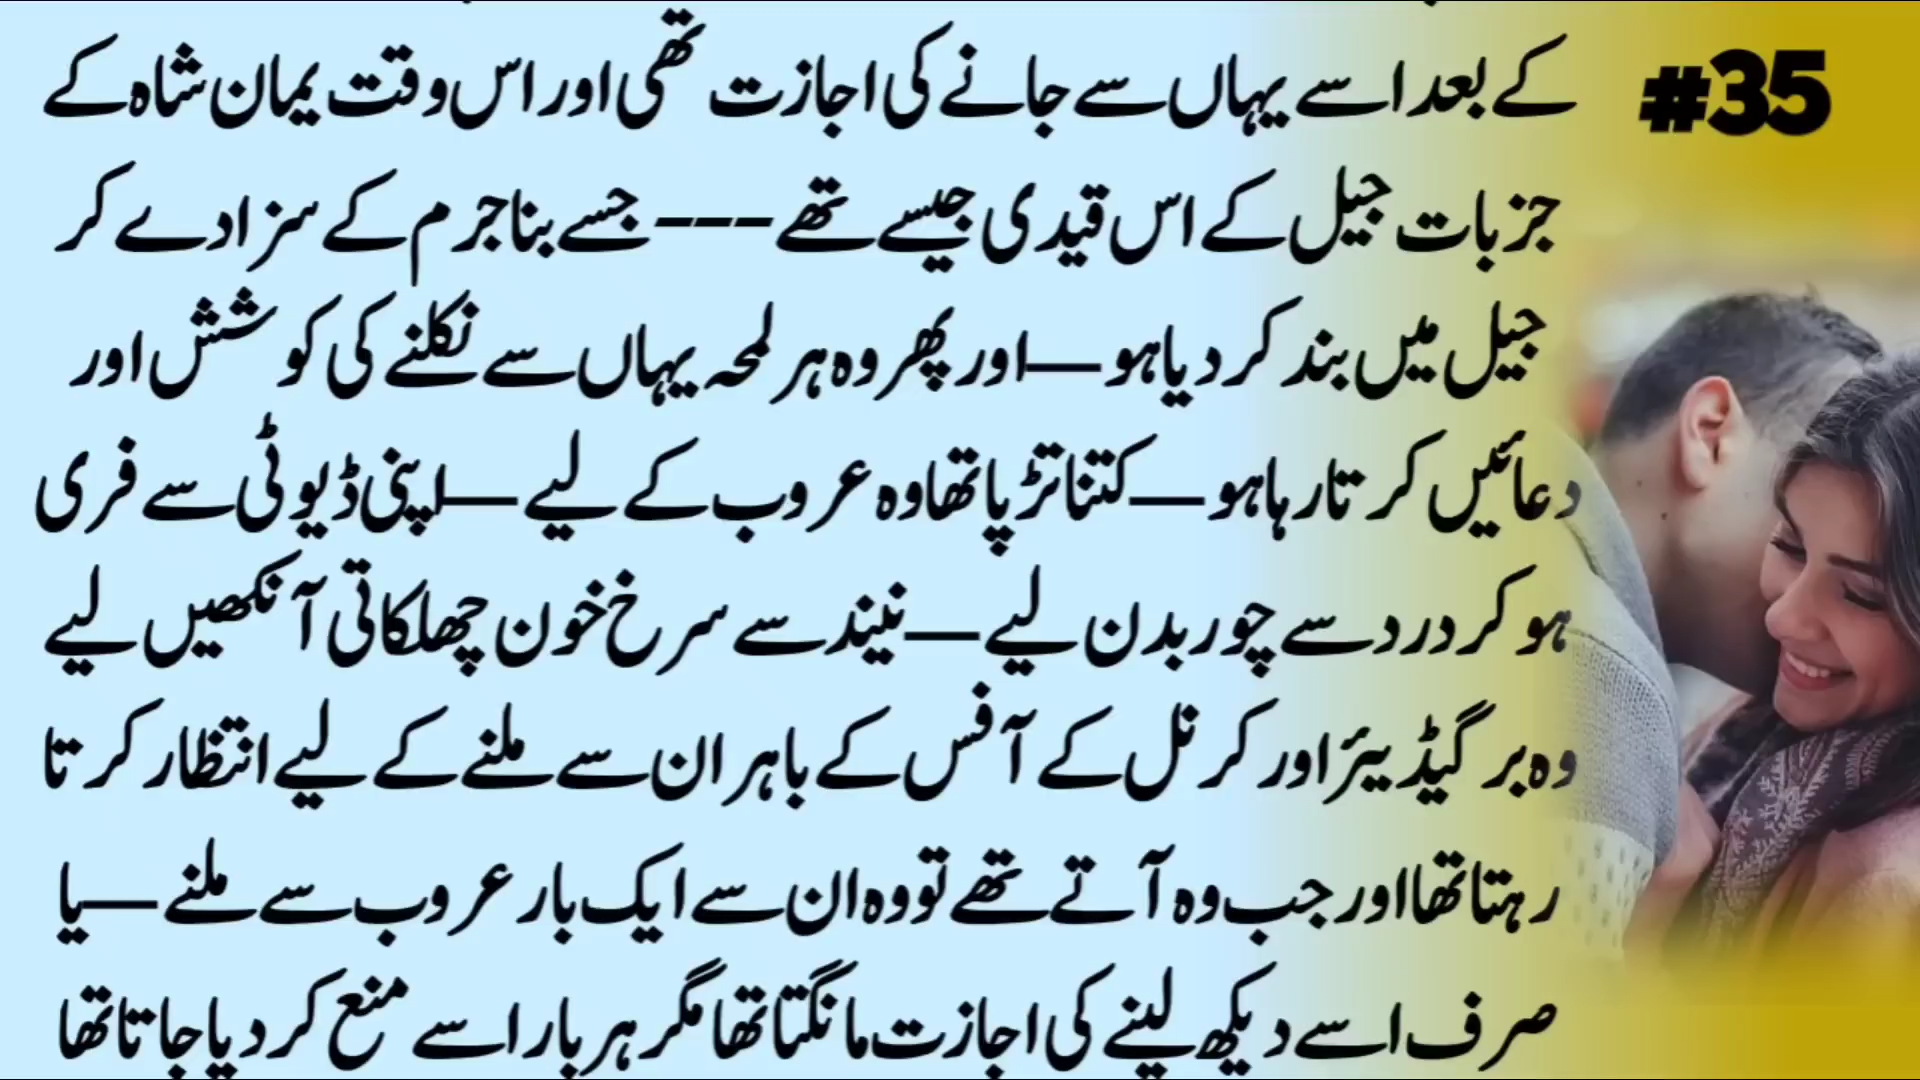 #35
کے بعد اسے یہاں سے جانے کی اجازت تھی اور اس وقت یمان شاہ کے
جزبات جیل کے اس قیدی جیسے تھے --- جسے بنا جرم کے سزا دے کر
جیل میں بند کر دیا ہو — اور پھر وہ ہر لمحہ یہاں سے نکلنے کی کوشش اور
دعائیں کرتا رہا ہو — کتنا تڑپا تھا وہ عروب کے لیے — اپنی ڈیوٹی سے فری
ہو کر درد سے چور بدن لیے — نیند سے سرخ خون چھلکاتی آنکھیں لیے
وہ برگیڈیئر اور کرنل کے آفس کے باہر ان سے ملنے کے لیے انتظار کرتا
رہتا تھا اور جب وہ آتے تھے تو وہ ان سے ایک بار عروب سے ملنے — یا
صرف اسے دیکھ لینے کی اجازت مانگتا تھا مگر ہر بار اسے منع کر دیا جاتا تھا